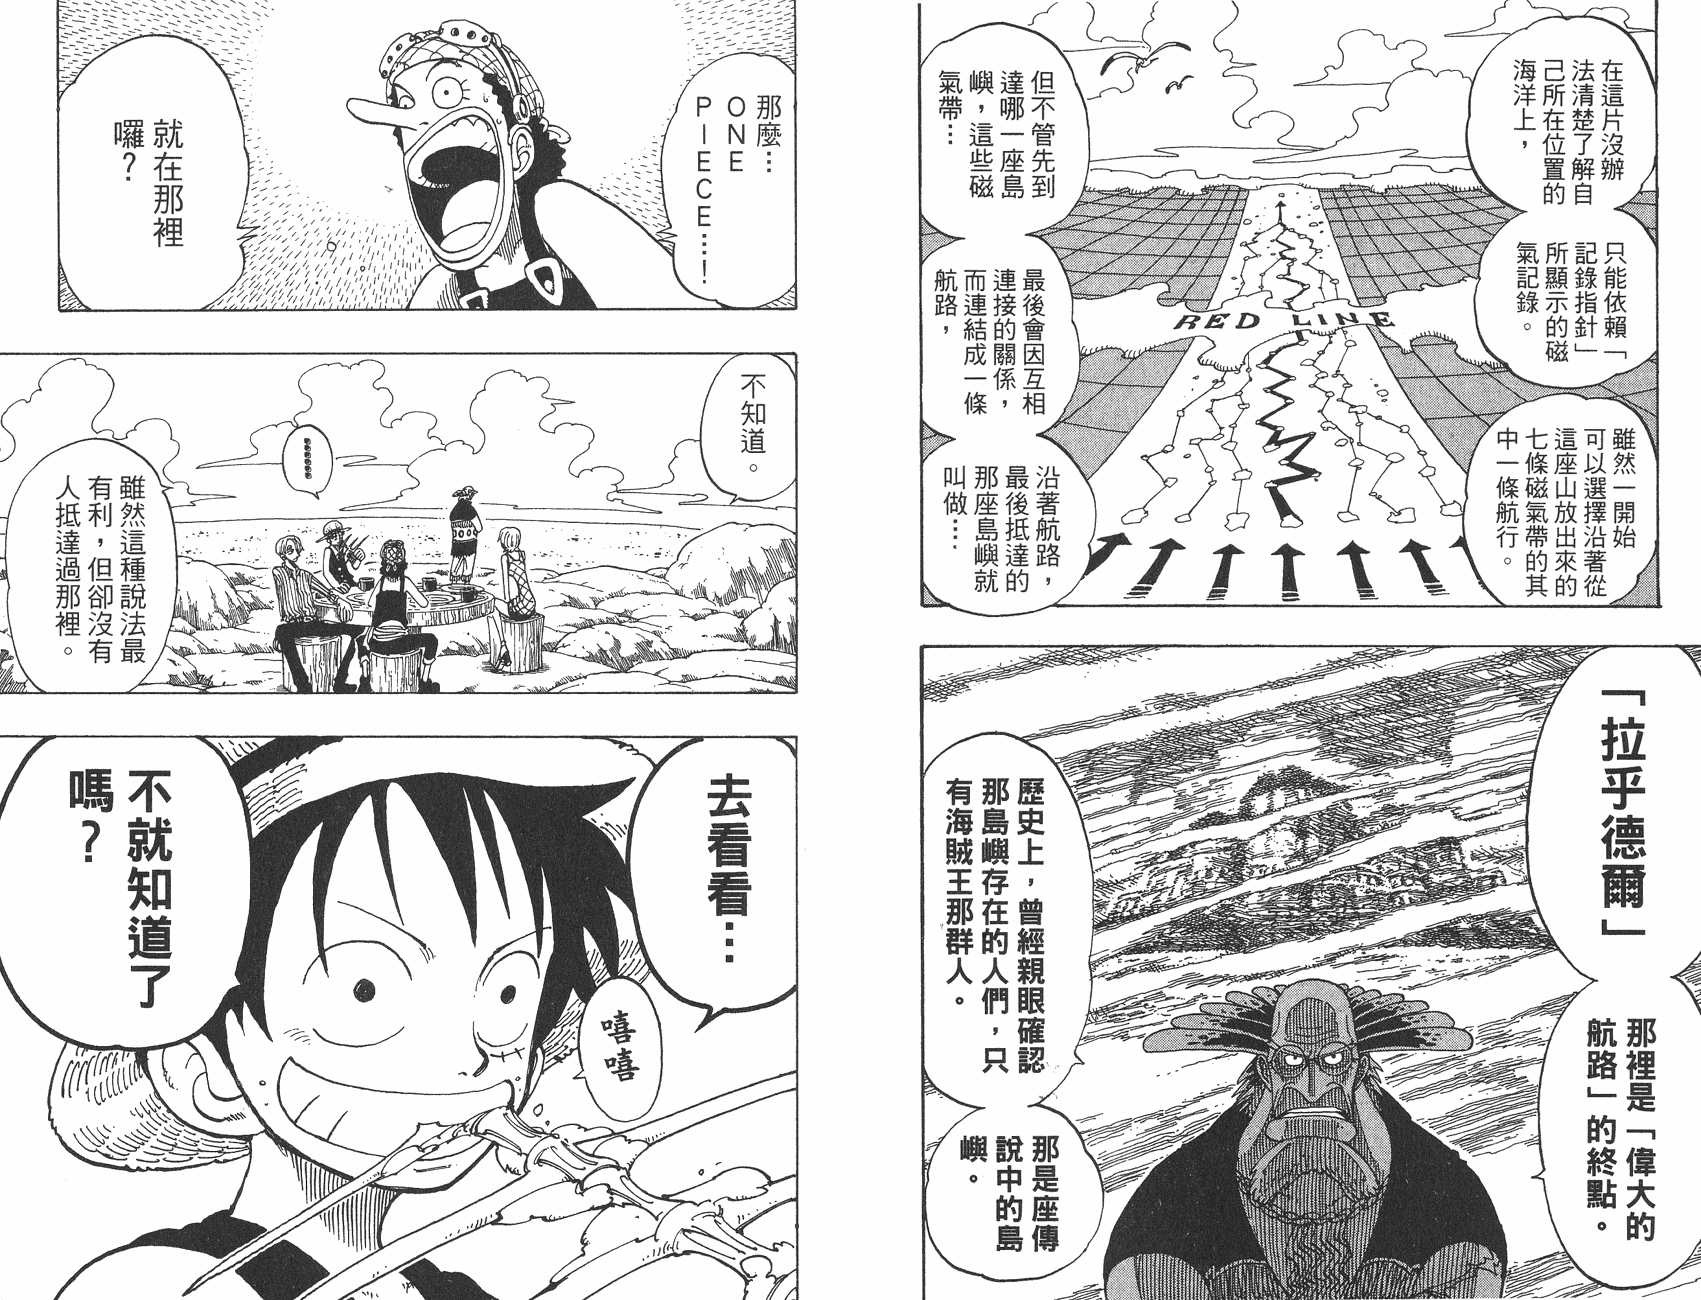 在這片沒辦
法清楚了解自
己所在位置的
海洋上，
只能依賴「
記錄指針」
所顯示的磁
氣記錄。
雖然一開始
可以選擇沿著從
這座山放出來的
七條磁氣帶的其
中一條航行。
但不管先到
達哪一座島
嶼，這些磁
氣帶…
最後會因互相
連接的關係，
而連結成一條
航路，
沿著航路，
最後抵達的
那座島嶼就
叫做…
RED LINE
「拉乎德爾」
那裡是「偉大的
航路」的終點。
歷史上，曾經親眼確認
那島嶼存在的人們，只
有海賊王那群人。
那是座傳
說中的島
嶼。
那麼…
ONE
PIECE…！
就在那裡
囉？
不知道。
……
雖然這種說法最
有利，但卻沒有
人抵達過那裡。
去看看…
不就知道了
嗎？
嘻嘻